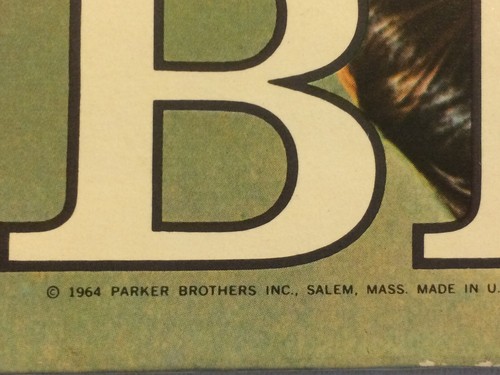 B
© 1964 PARKER BROTHERS INC., SALEM, MASS. MADE IN U.